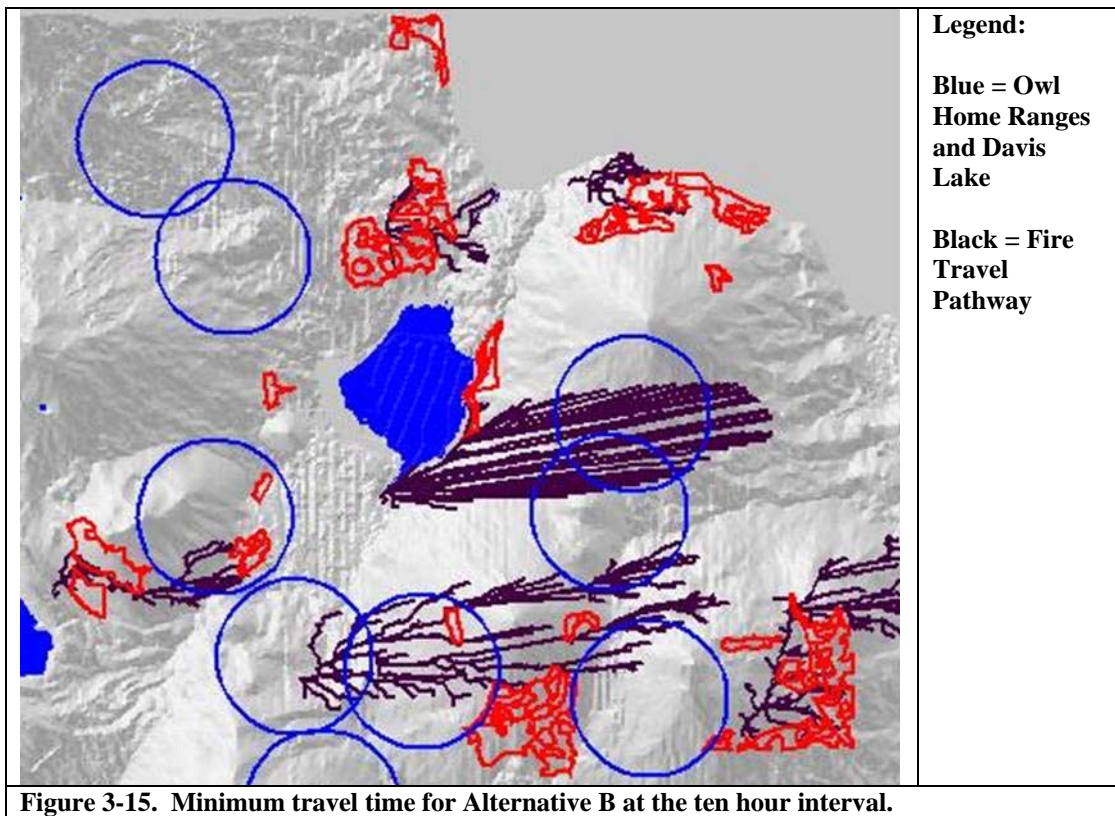 Legend:
Blue = Owl
Home Ranges
and Davis
Lake
Black = Fire
Travel
Pathway
Figure 3-15. Minimum travel time for Alternative B at the ten hour interval.